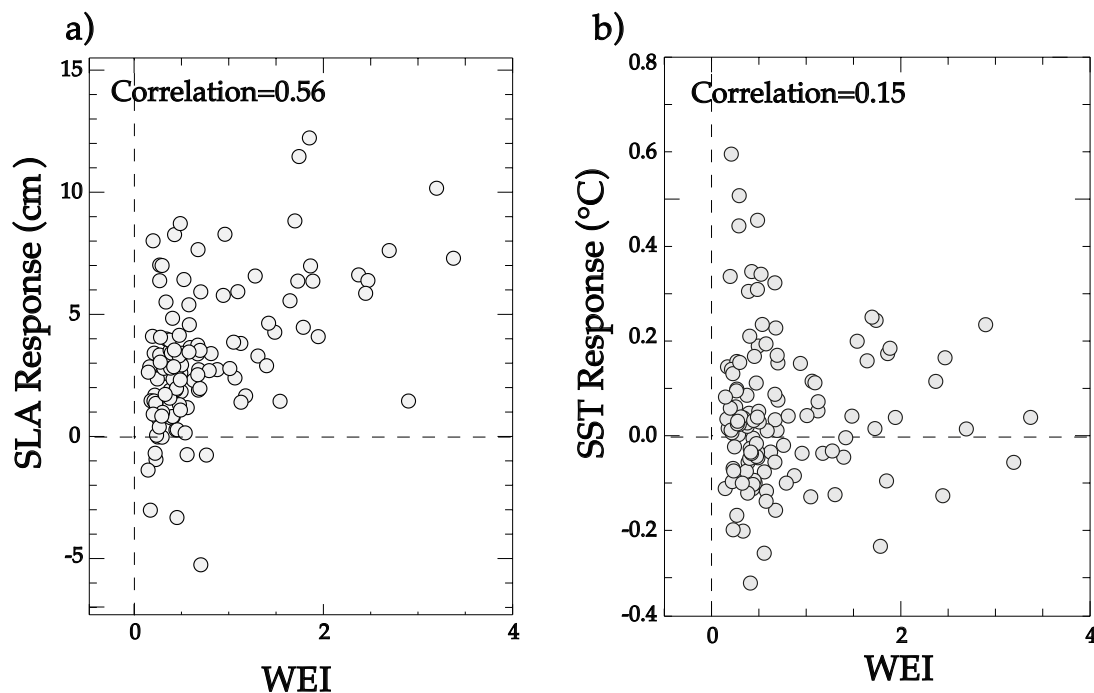 a)
Correlation=0.56
15
10
5
0
-5
0
2
4
SLA Response (cm)
WEI
b)
Correlation=0.15
0.8
0.6
0.4
0.2
0.0
-0.2
-0.4
0
2
4
SST Response (°C)
WEI